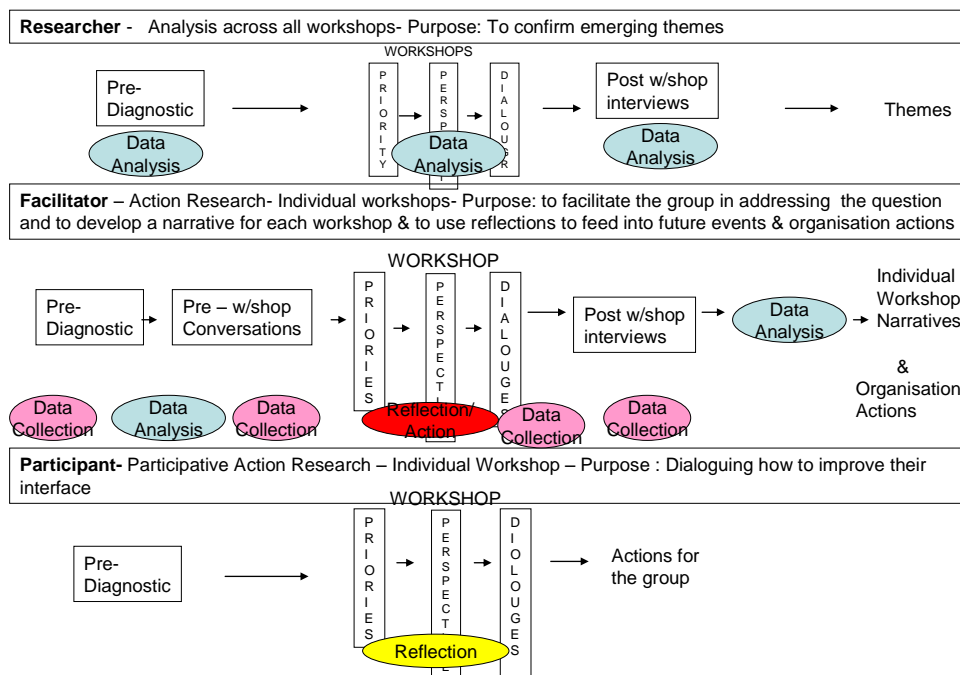 Researcher - Analysis across all workshops- Purpose: To confirm emerging themes
WORKSHOPS
Pre-
Diagnostic
Data
Analysis
PRIORITY
PERSP
Data
Analysis
DIALOUGR
Post w/shop
interviews
Data
Analysis
Themes
Facilitator – Action Research- Individual workshops- Purpose: to facilitate the group in addressing the question
and to develop a narrative for each workshop & to use reflections to feed into future events & organisation actions
WORKSHOP
Pre-
Diagnostic
Pre – w/shop
Conversations
PRIORIES
PERSPECTI
DIALOUGES
Post w/shop
interviews
Data
Analysis
Individual
Workshop
Narratives
&
Organisation
Actions
Data
Collection
Data
Analysis
Data
Collection
Reflection/
Action
Data
Collection
Data
Collection
Participant- Participative Action Research – Individual Workshop – Purpose : Dialoguing how to improve their
interface
WORKSHOP
Pre-
Diagnostic
PRIORIES
PERSPECT
DIOLOUGES
Reflection
Actions for
the group